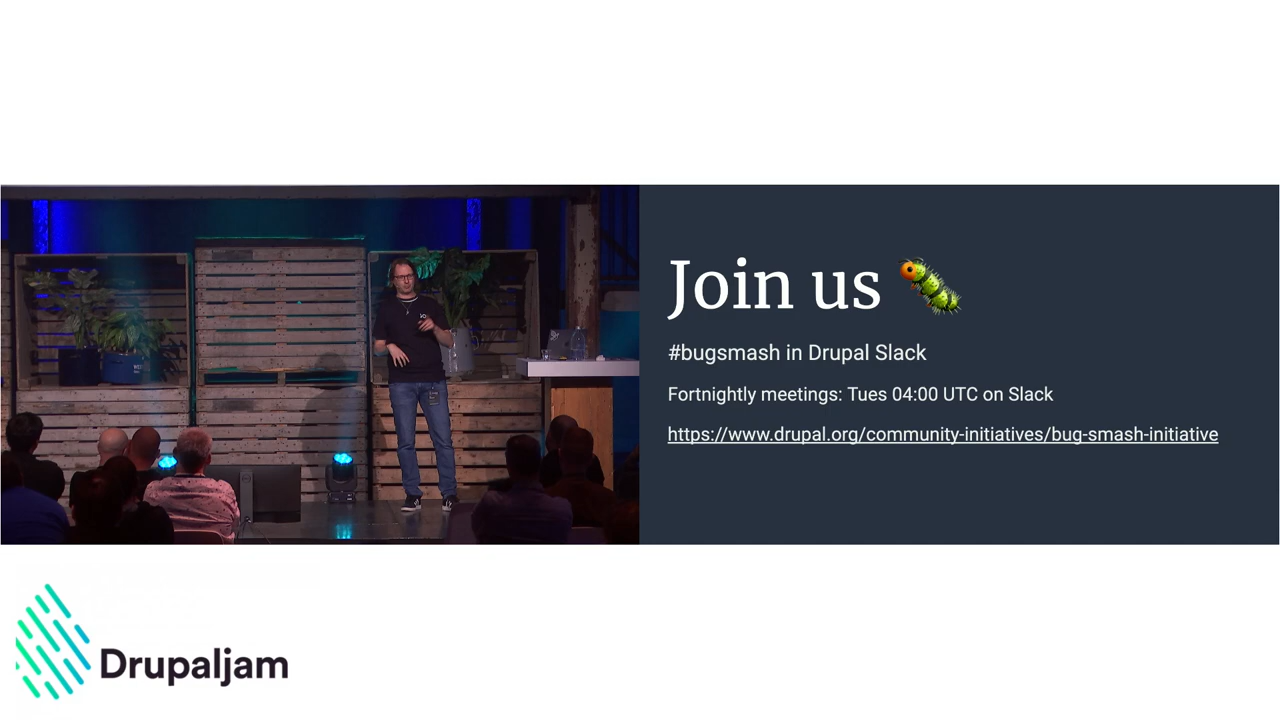 Join us
#bugsmash in Drupal Slack
Fortnightly meetings: Tues 04:00 UTC on Slack
https://www.drupal.org/community-initiatives/bug-smash-initiative
Drupaljam